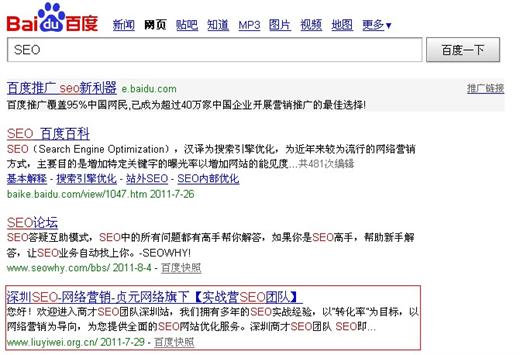 Bai du 百度
新闻 网页 贴吧 知道 MP3 图片 视频 地图 更多▼
SEO
百度一下
百度推广 seo新利器 e.baidu.com
推广链接
百度推广覆盖95%中国网民,已成为超过40万家中国企业开展营销推广的最佳选择!
SEO_百度百科
SEO（Search Engine Optimization），汉译为搜索引擎优化，为近年来较为流行的网络营销
方式，主要目的是增加特定关键字的曝光率以增加网站的能见度...共481次编辑
基本解释 - 搜索引擎优化 - 站外SEO - SEO内部优化
baike.baidu.com/view/1047.htm 2011-7-26
SEO论坛
SEO答疑互助模式，SEO中的所有问题都有高手帮你解答，如果你是SEO高手，帮助新手解
答，让SEO业务自动找上你。-SEOWHY!
www.seowhy.com/bbs/ 2011-8-4 - 百度快照
深圳SEO-网络营销-贞元网络旗下【实战营SEO团队】
您好！欢迎进入商才SEO团队深圳站，我们拥有多年的SEO实战经验，以"转化率"为目标，以
网络营销为导向，为您提供全面的SEO网站优化服务。深圳商才SEO团队 SEO 即...
www.liuyiwei.org.cn/ 2011-7-29 - 百度快照